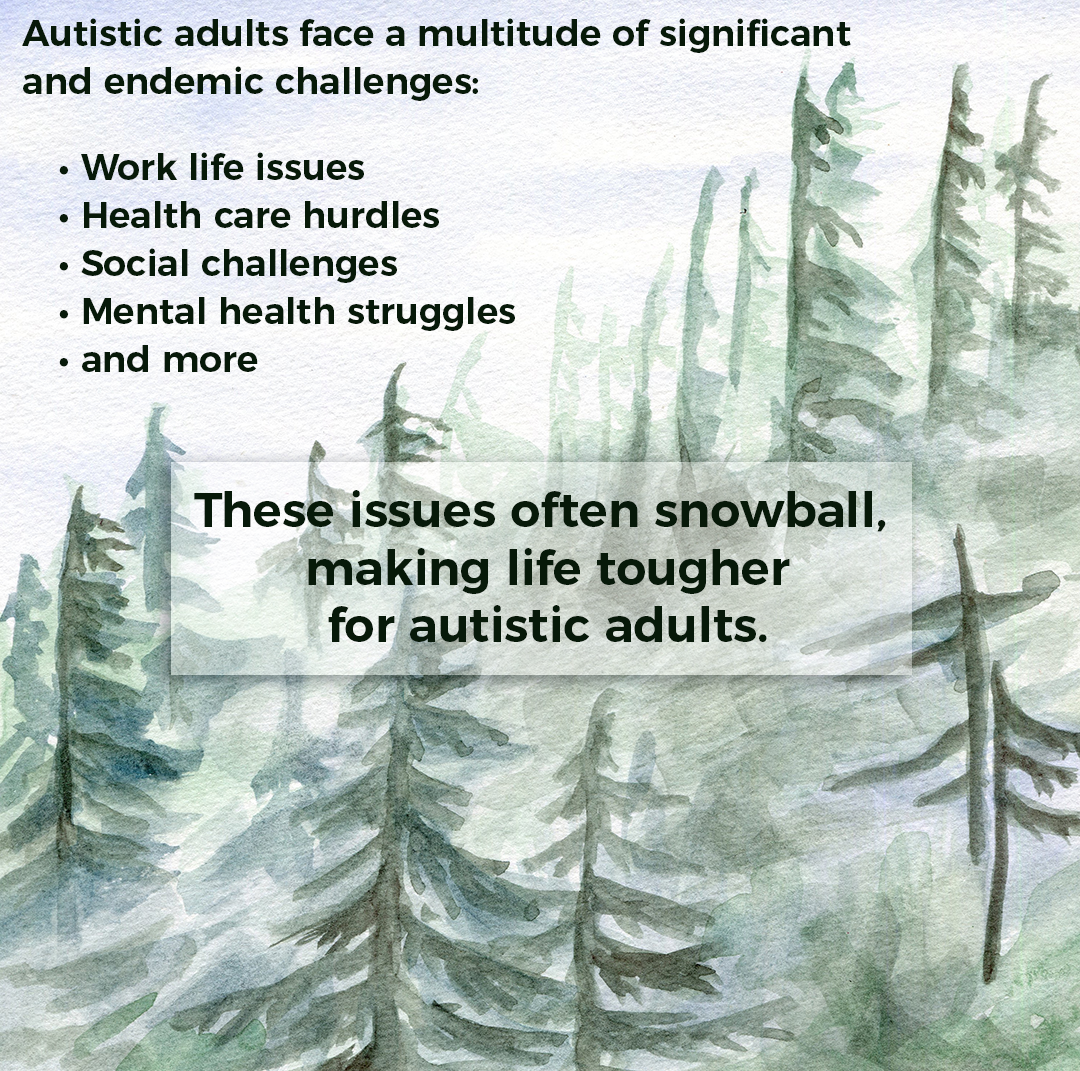 Autistic adults face a multitude of significant
and endemic challenges:
• Work life issues
• Health care hurdles
• Social challenges
• Mental health struggles
• and more
These issues often snowball,
making life tougher
for autistic adults.